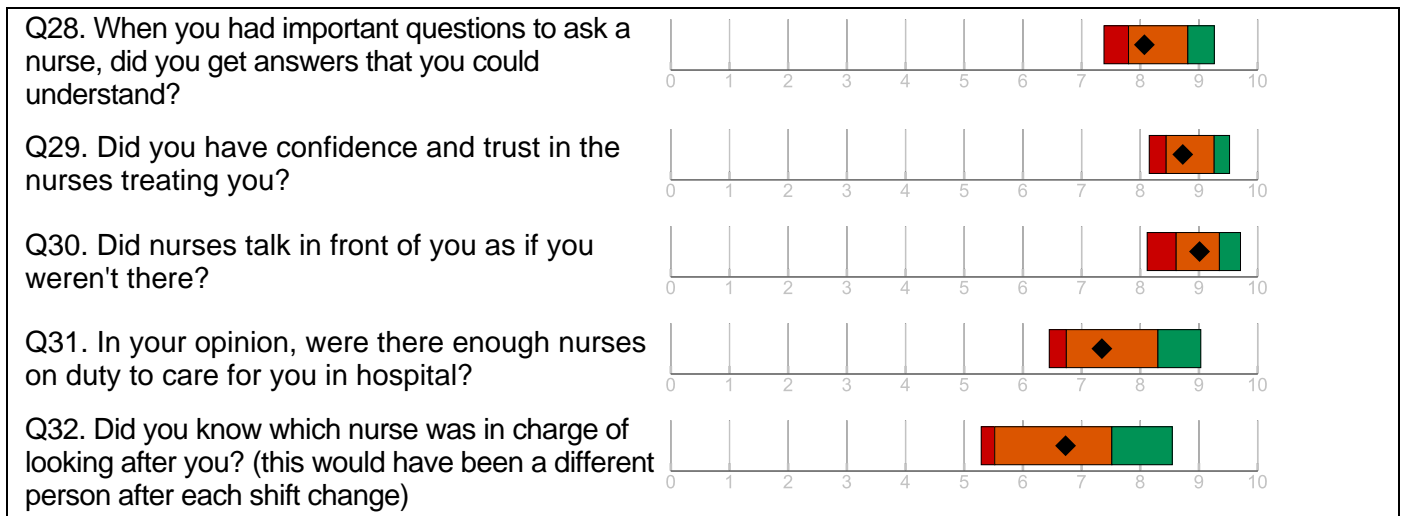 Q28. When you had important questions to ask a
nurse, did you get answers that you could
understand?
0 1 2 3 4 5 6 7 8 9 10
Q29. Did you have confidence and trust in the
nurses treating you?
0 1 2 3 4 5 6 7 8 9 10
Q30. Did nurses talk in front of you as if you
weren't there?
0 1 2 3 4 5 6 7 8 9 10
Q31. In your opinion, were there enough nurses
on duty to care for you in hospital?
0 1 2 3 4 5 6 7 8 9 10
Q32. Did you know which nurse was in charge of
looking after you? (this would have been a different
person after each shift change)
0 1 2 3 4 5 6 7 8 9 10